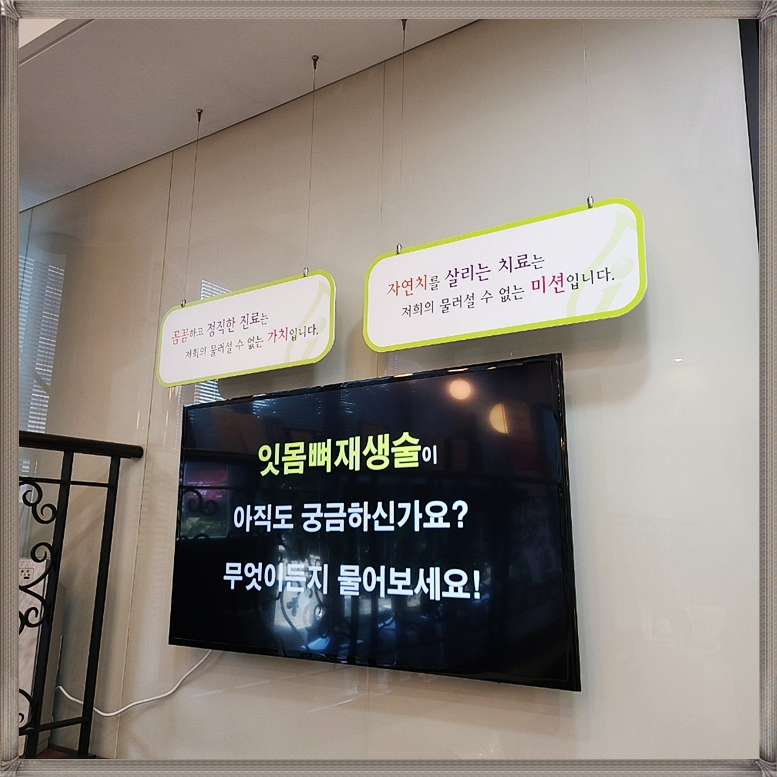 꼼꼼하고 정직한 진료는
저희의 물러설 수 없는 가치입니다.
자연치를 살리는 치료는
저희의 물러설 수 없는 미션입니다.
잇몸뼈재생술이
아직도 궁금하신가요?
무엇이든지 물어보세요!